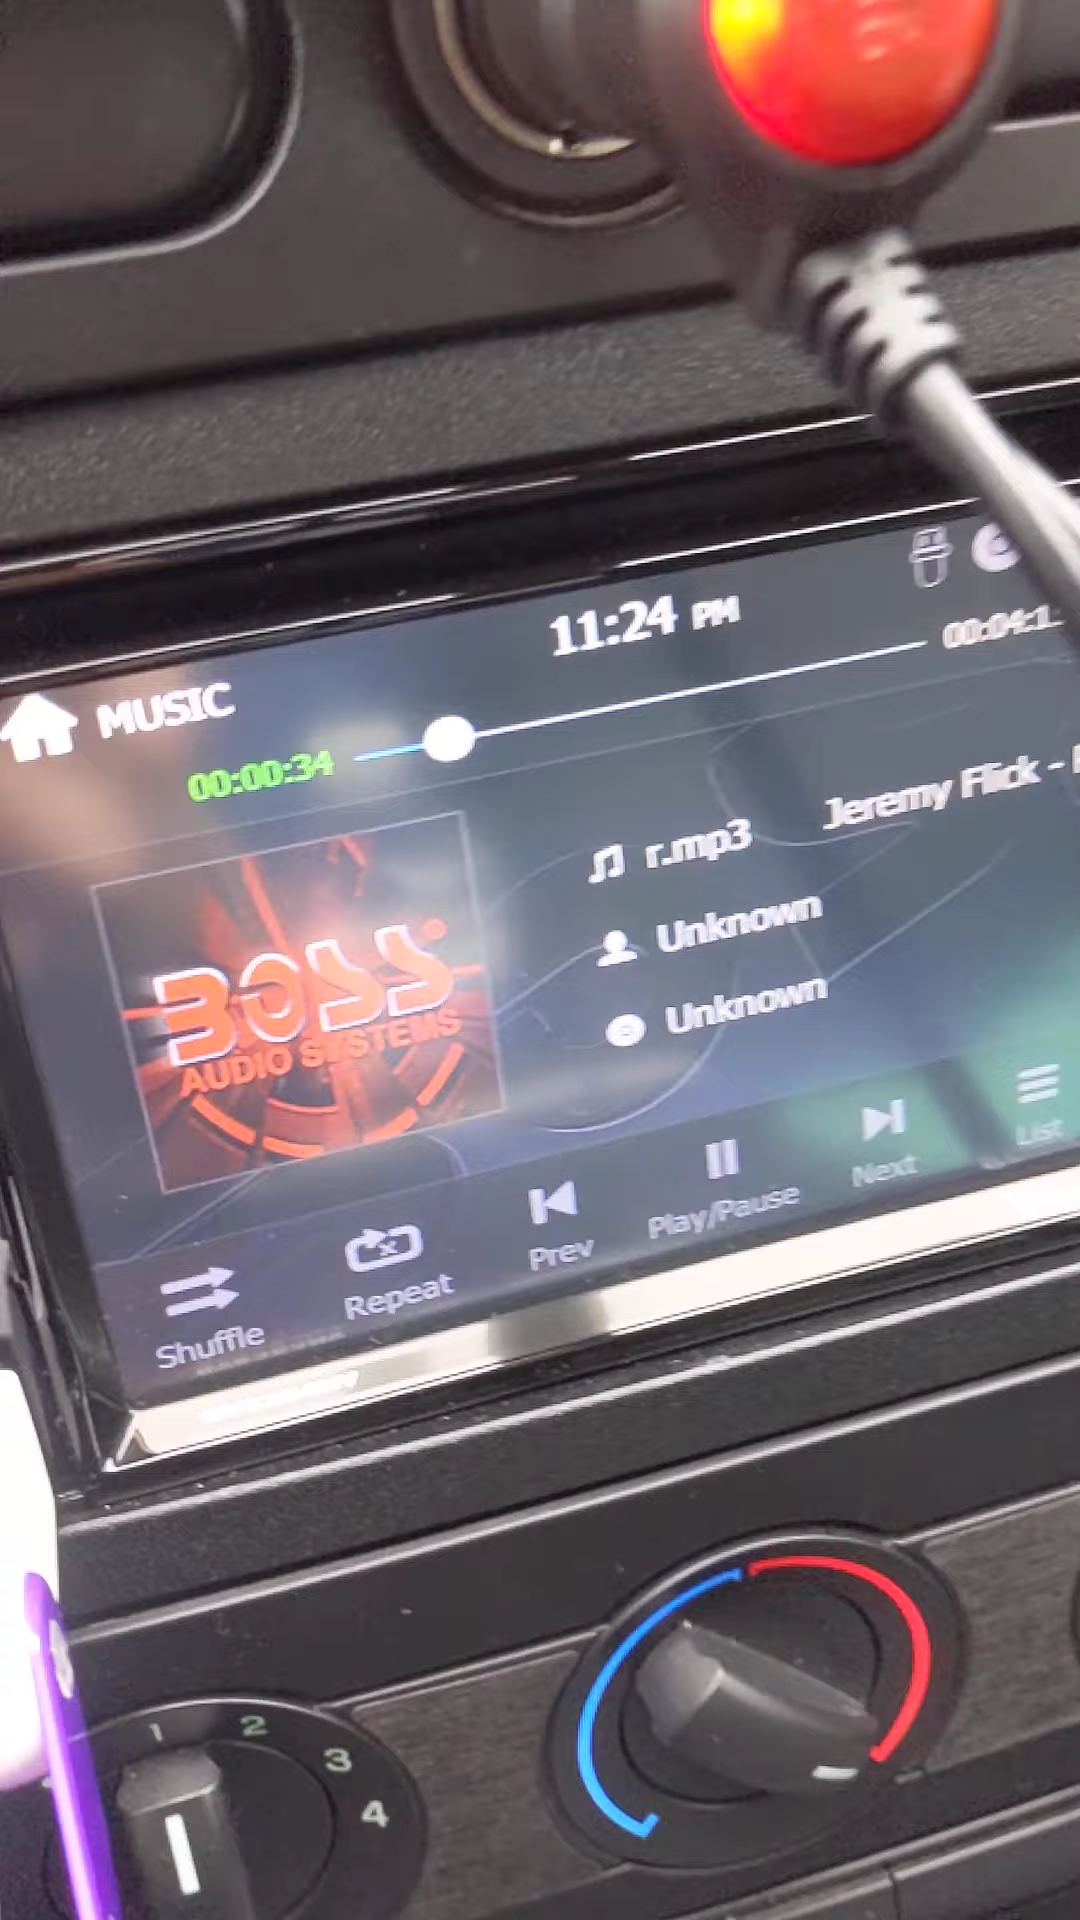 11:24 PM
MUSIC
00:00:34
00:04:1
r.mp3
Jeremy Flick -
Unknown
Unknown
BOSS
AUDIO SYSTEMS
Shuffle
Repeat
Prev
Play/Pause
Next
List
1
2
3
4